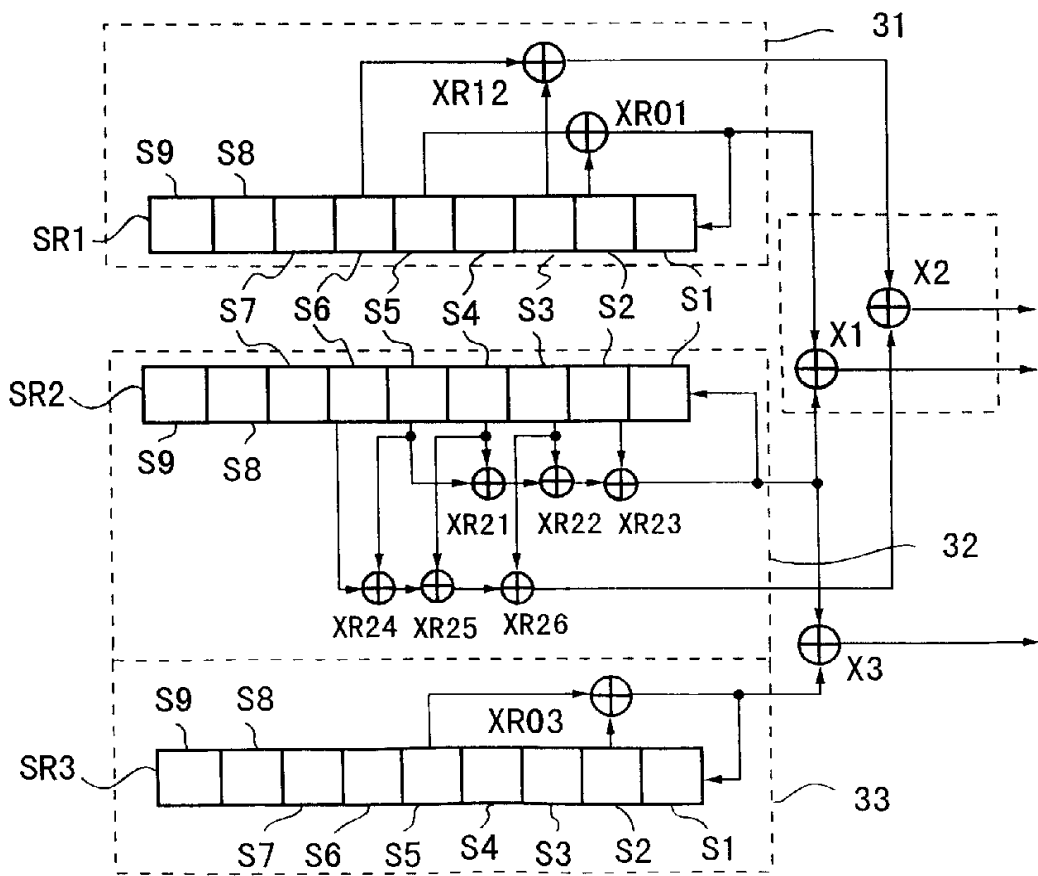 31
XR12
XR01
S9 S8
SR1
X2
S7 S6 S5 S4 S3 S2 S1
X1
SR2
S9 S8
XR21 XR22 XR23
32
XR24 XR25 XR26
X3
S9 S8
XR03
SR3
33
S7 S6 S5 S4 S3 S2 S1